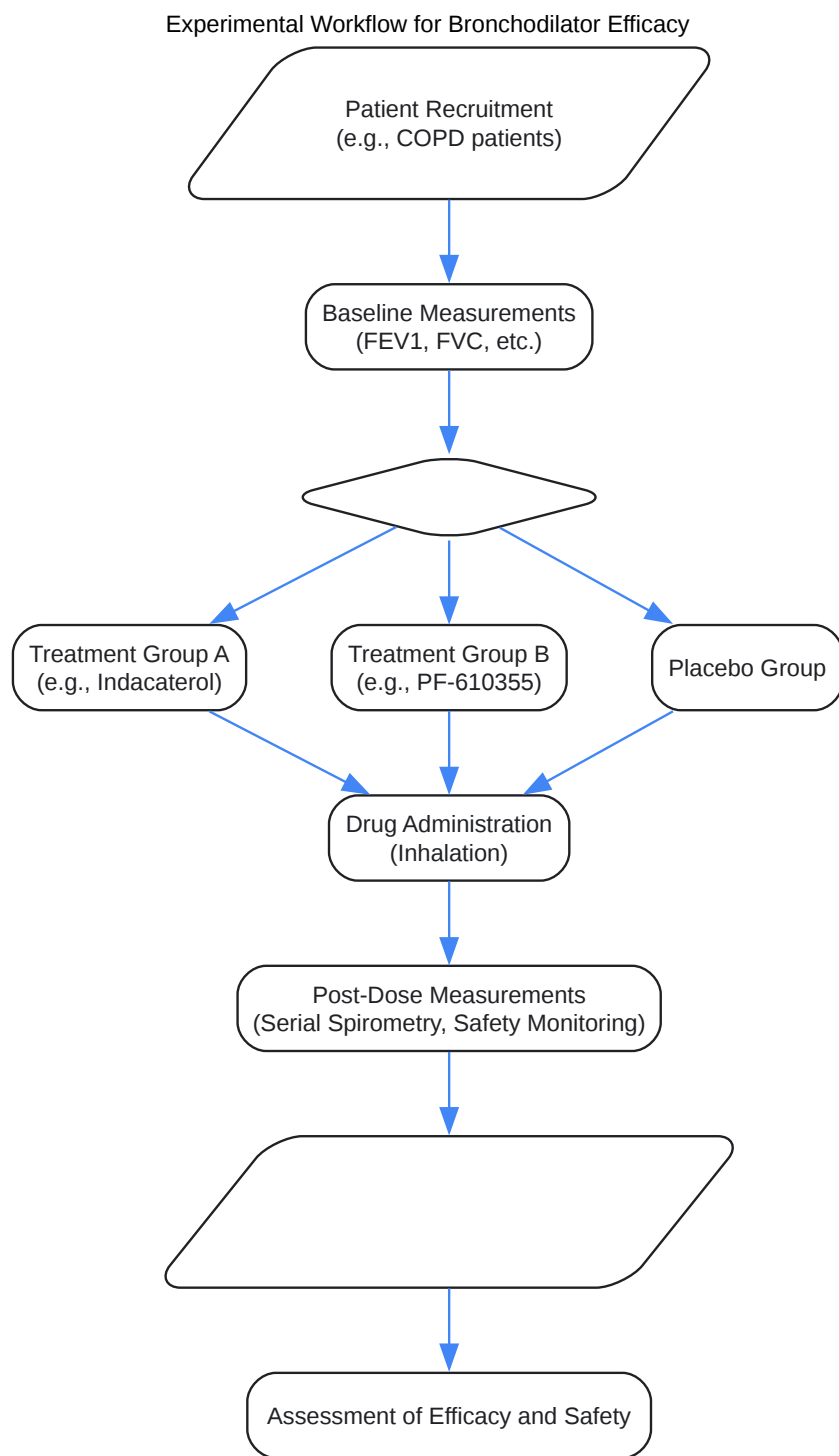 Experimental Workflow for Bronchodilator Efficacy
Patient Recruitment
(e.g., COPD patients)
Baseline Measurements
(FEV1, FVC, etc.)
Treatment Group A
(e.g., Indacaterol)
Treatment Group B
(e.g., PF-610355)
Placebo Group
Drug Administration
(Inhalation)
Post-Dose Measurements
(Serial Spirometry, Safety Monitoring)
Assessment of Efficacy and Safety